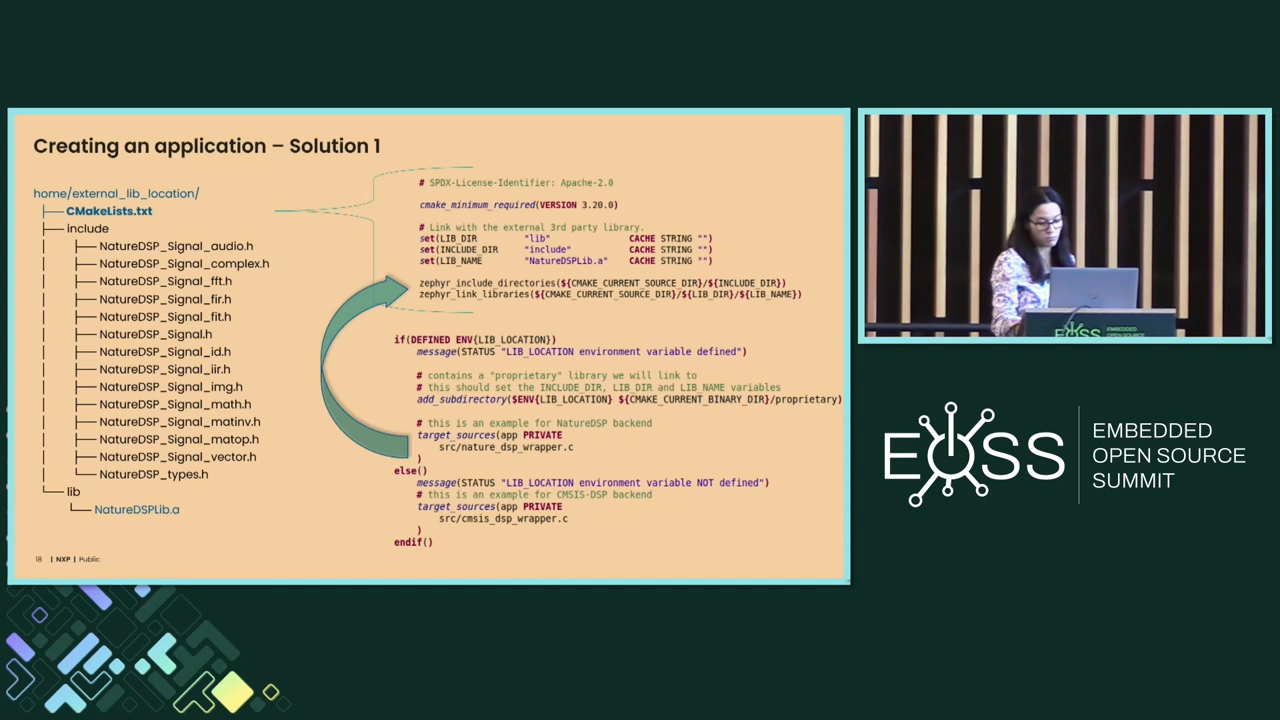 Creating an application – Solution 1
home/external_lib_location/
CMakeLists.txt
include
NatureDSP_Signal_audio.h
NatureDSP_Signal_complex.h
NatureDSP_Signal_fft.h
NatureDSP_Signal_fir.h
NatureDSP_Signal_fit.h
NatureDSP_Signal.h
NatureDSP_Signal_id.h
NatureDSP_Signal_iir.h
NatureDSP_Signal_img.h
NatureDSP_Signal_math.h
NatureDSP_Signal_matinv.h
NatureDSP_Signal_matop.h
NatureDSP_Signal_vector.h
NatureDSP_types.h
lib
NatureDSPLib.a
# SPDX-License-Identifier: Apache-2.0
cmake_minimum_required(VERSION 3.20.0)
# Link with the external 3rd party library.
set(LIB_DIR "lib" CACHE STRING "")
set(INCLUDE_DIR "include" CACHE STRING "")
set(LIB_NAME "NatureDSPLib.a" CACHE STRING "")
zephyr_include_directories(${CMAKE_CURRENT_SOURCE_DIR}/${INCLUDE_DIR})
zephyr_link_libraries(${CMAKE_CURRENT_SOURCE_DIR}/${LIB_DIR}/${LIB_NAME})
if(DEFINED ENV{LIB_LOCATION})
message(STATUS "LIB_LOCATION environment variable defined")
# contains a "proprietary" library we will link to
# this should set the INCLUDE_DIR, LIB_DIR and LIB_NAME variables
add_subdirectory($ENV{LIB_LOCATION} ${CMAKE_CURRENT_BINARY_DIR}/proprietary)
# this is an example for NatureDSP backend
target_sources(app PRIVATE
src/nature_dsp_wrapper.c
)
else()
message(STATUS "LIB_LOCATION environment variable NOT defined")
# this is an example for CMSIS-DSP backend
target_sources(app PRIVATE
src/cmsis_dsp_wrapper.c
)
endif()
18 | NXP | Public
EOSS EMBEDDED OPEN SOURCE SUMMIT
EOSS
EMBEDDED
OPEN SOURCE
SUMMIT